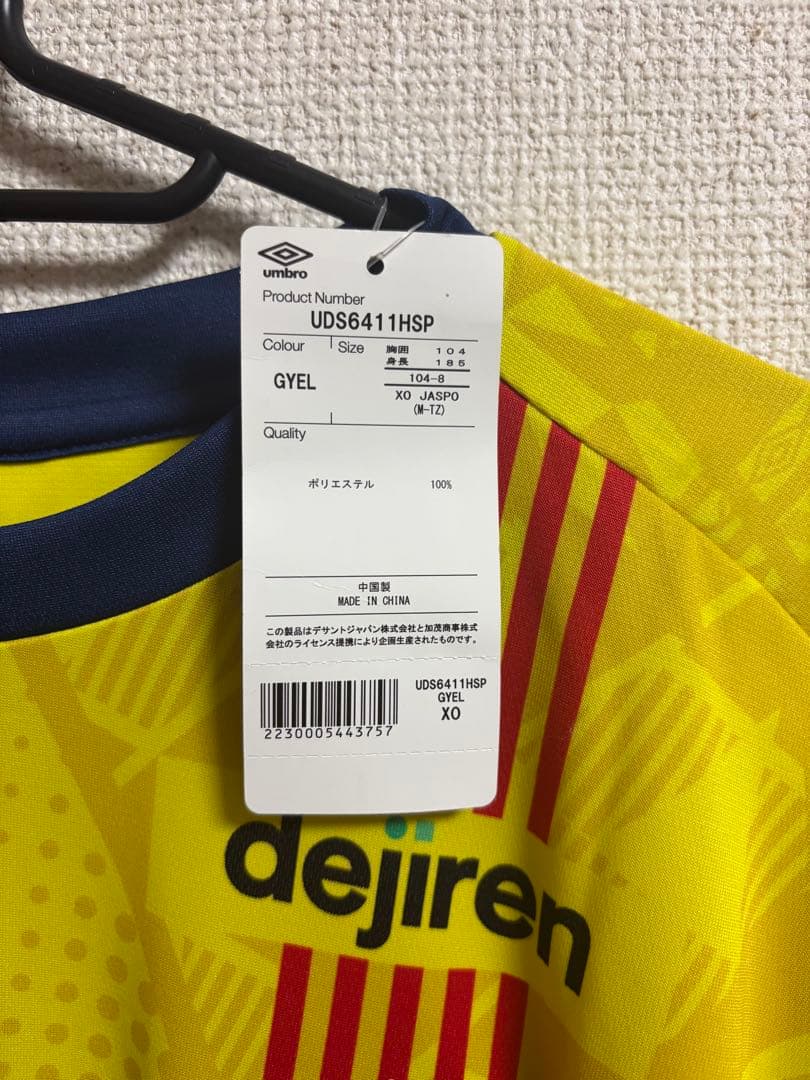 umbro
Product Number
UDS6411HSP
Colour
Size
胸囲 104
身長 185
GYEL
104-8
XO JASPO
(M-TZ)
Quality
ポリエステル 100%
中国製
MADE IN CHINA
この製品はデサントジャパン株式会社と加茂商事株式
会社のライセンス提携により企画生産されたものです。
UDS6411HSP
GYEL
XO
2230005443757
dejiren